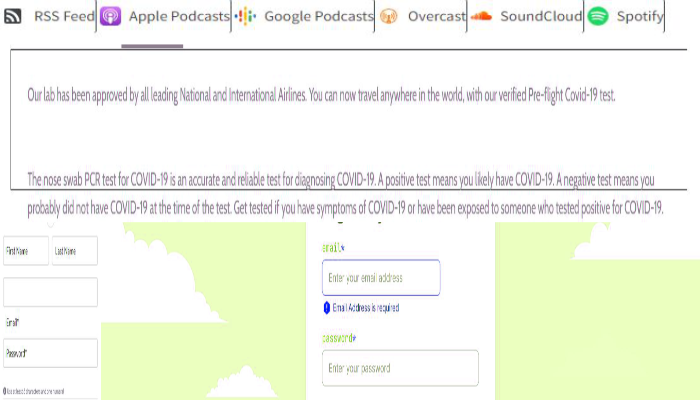 RSS Feed Apple Podcasts Google Podcasts Overcast SoundCloud Spotify
Our lab has been approved by all leading National and International Airlines. You can now travel anywhere in the world, with our verified Pre-flight Covid-19 test.
The nose swab PCR test for COVID-19 is an accurate and reliable test for diagnosing COVID-19. A positive test means you likely have COVID-19. A negative test means you
probably did not have COVID-19 at the time of the test. Get tested if you have symptoms of COVID-19 or have been exposed to someone who tested positive for COVID-19.
First Name Last Name
Email*
Password*
email*
Enter your email address
Email Address is required
password*
Enter your password